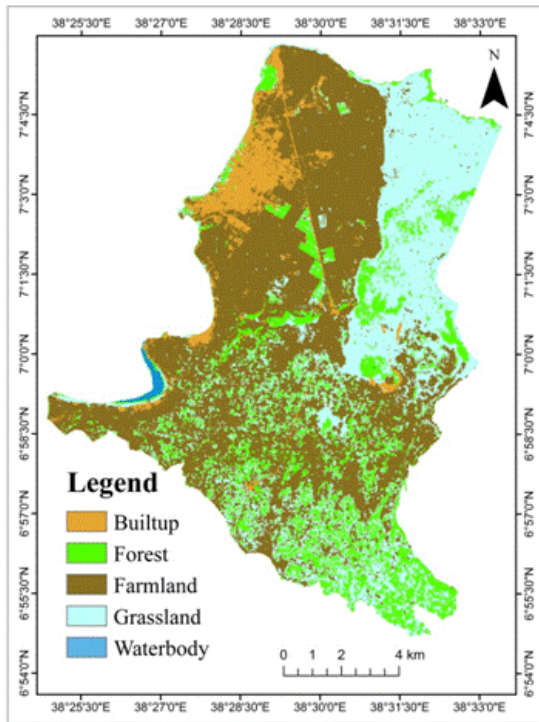 38°25'30"E 38°27'0"E 38°28'30"E 38°30'0"E 38°31'30"E 38°33'0"E
N
7°4'30"N 7°4'30"N
7°3'0"N 7°3'0"N
7°1'30"N 7°1'30"N
7°0'0"N 7°0'0"N
6°58'30"N 6°58'30"N
6°57'0"N 6°57'0"N
6°55'30"N 6°55'30"N
6°54'0"N 6°54'0"N
Legend
Builtup
Forest
Farmland
Grassland
Waterbody
0 1 2 4 km
38°25'30"E 38°27'0"E 38°28'30"E 38°30'0"E 38°31'30"E 38°33'0"E